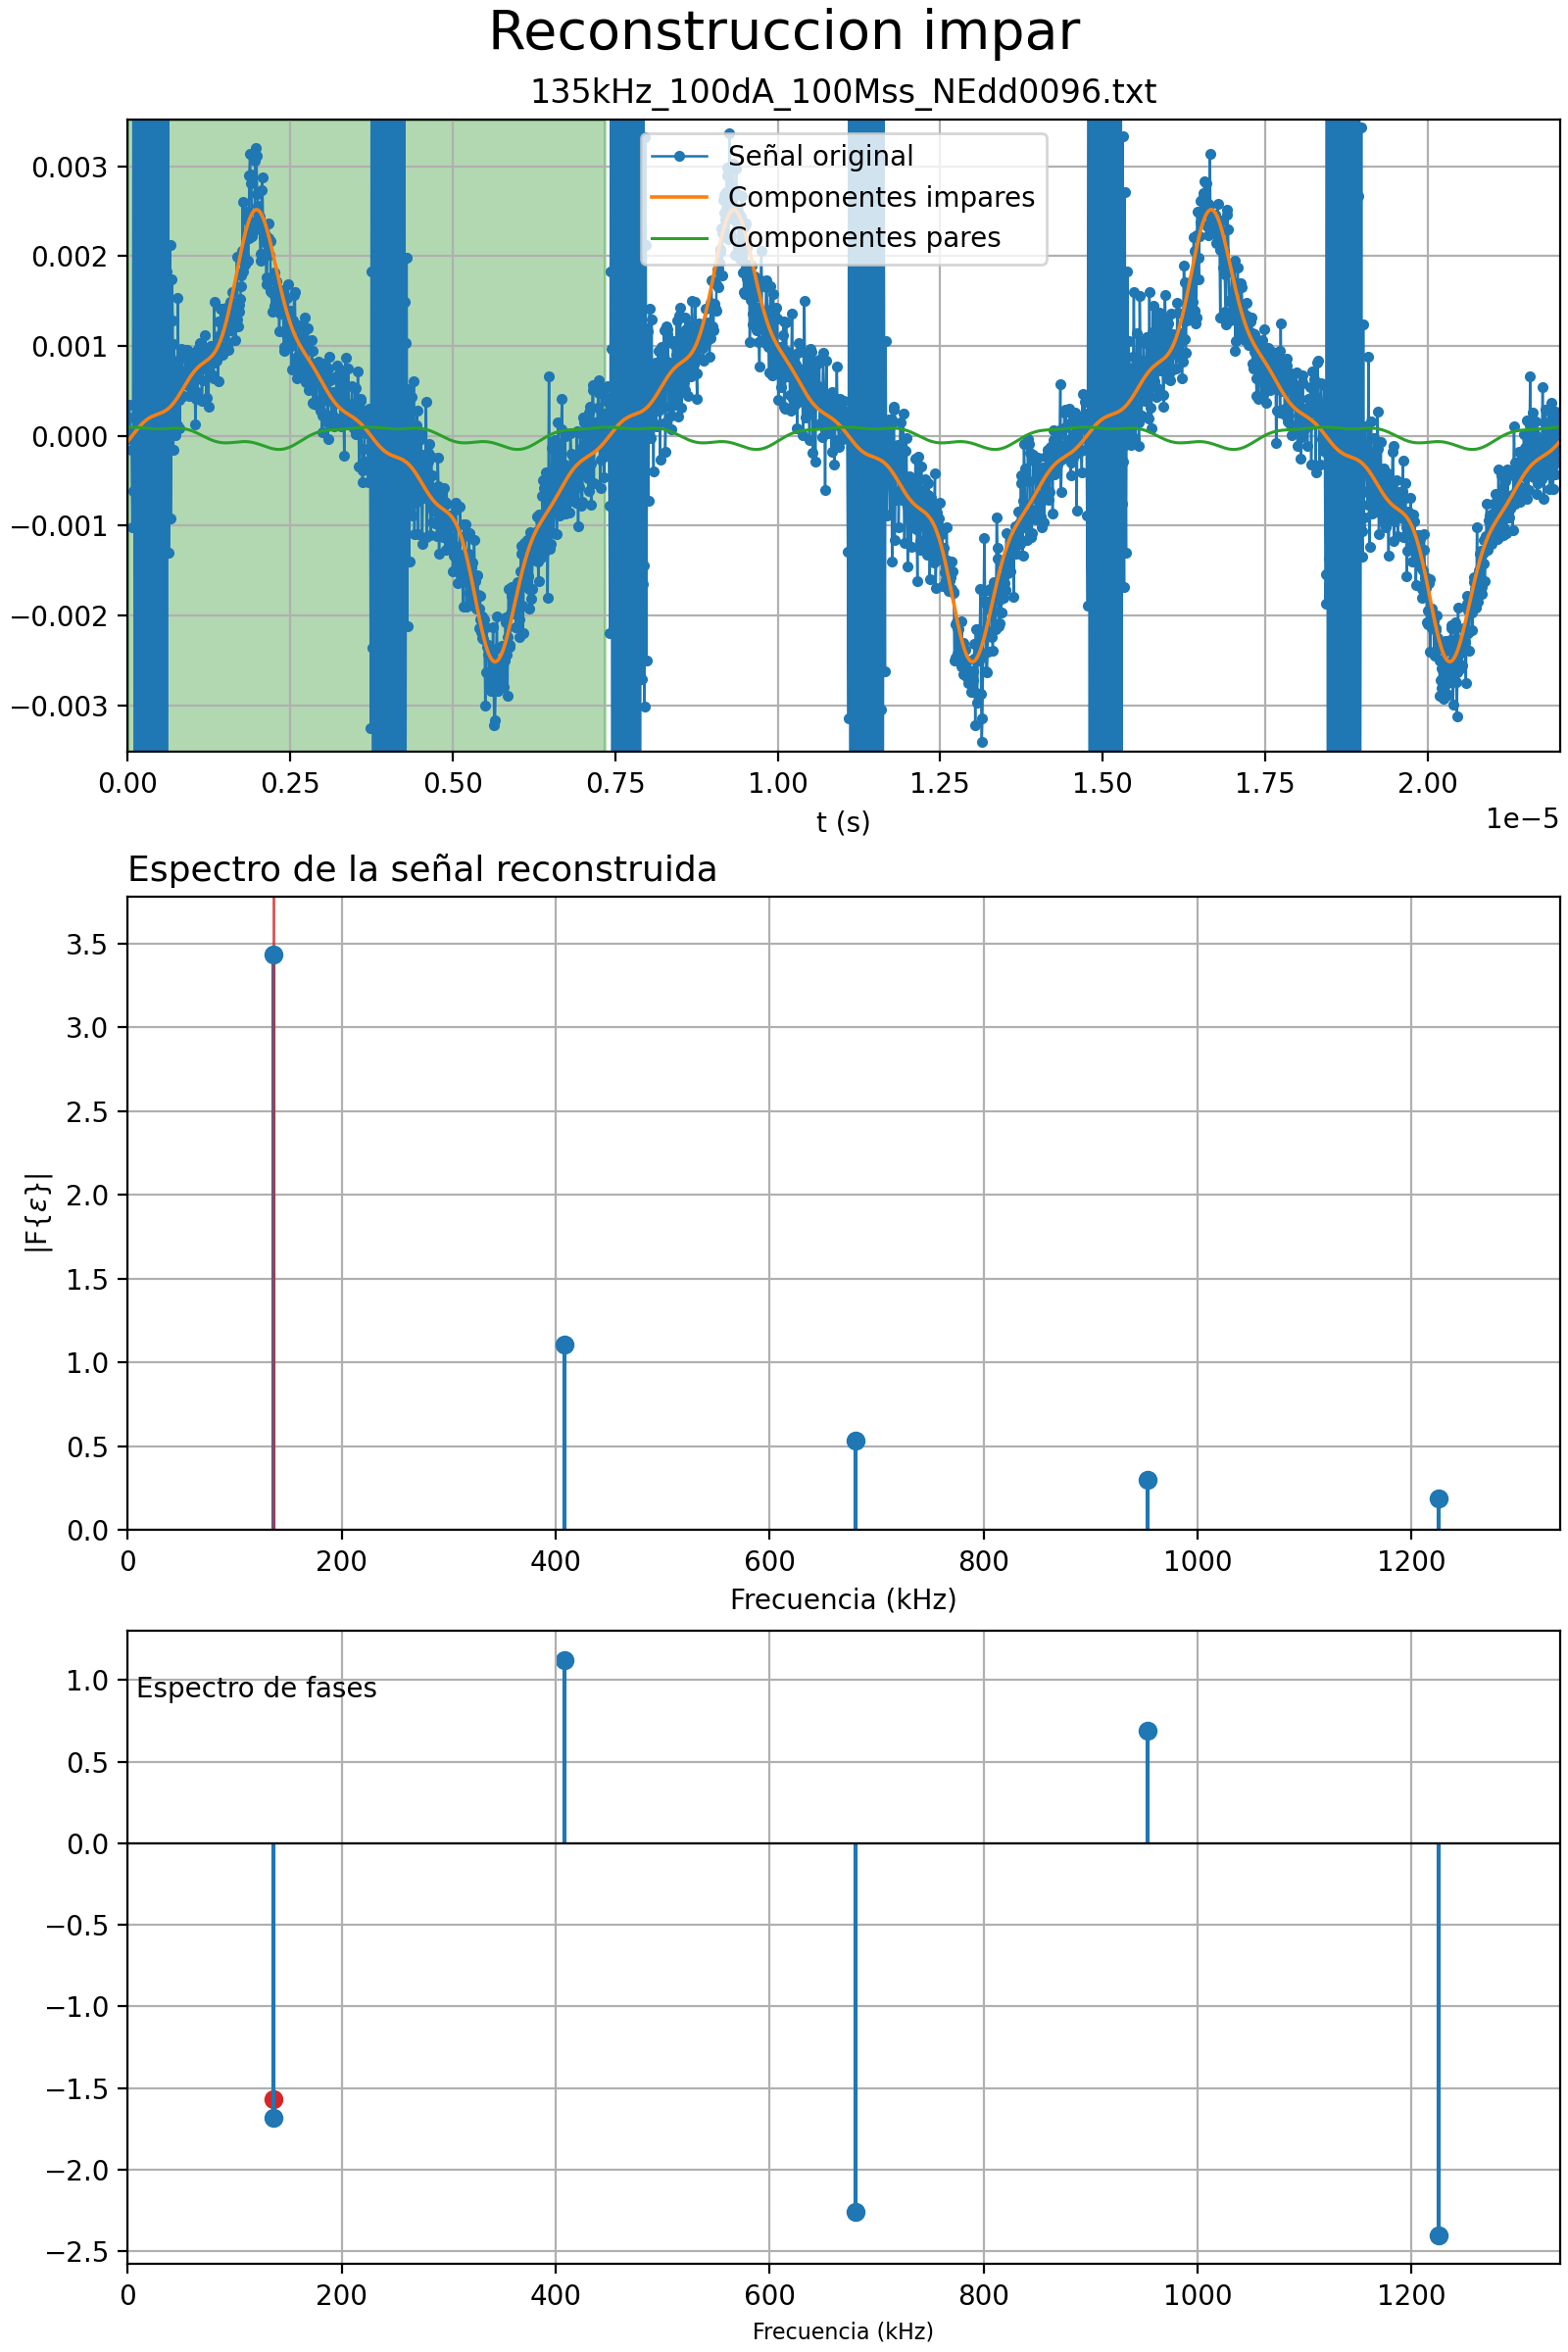 Reconstruccion impar
135kHz_100dA_100Mss_NEdd0096.txt
Señal original
Componentes impares
Componentes pares
0.003
0.002
0.001
0.000
−0.001
−0.002
−0.003
0.00 0.25 0.50 0.75 1.00 1.25 1.50 1.75 2.00
1e−5
t (s)
Espectro de la señal reconstruida
3.5
3.0
2.5
2.0
1.5
1.0
0.5
0.0
|F{ε}|
0 200 400 600 800 1000 1200
Frecuencia (kHz)
Espectro de fases
1.0
0.5
0.0
−0.5
−1.0
−1.5
−2.0
−2.5
0 200 400 600 800 1000 1200
Frecuencia (kHz)